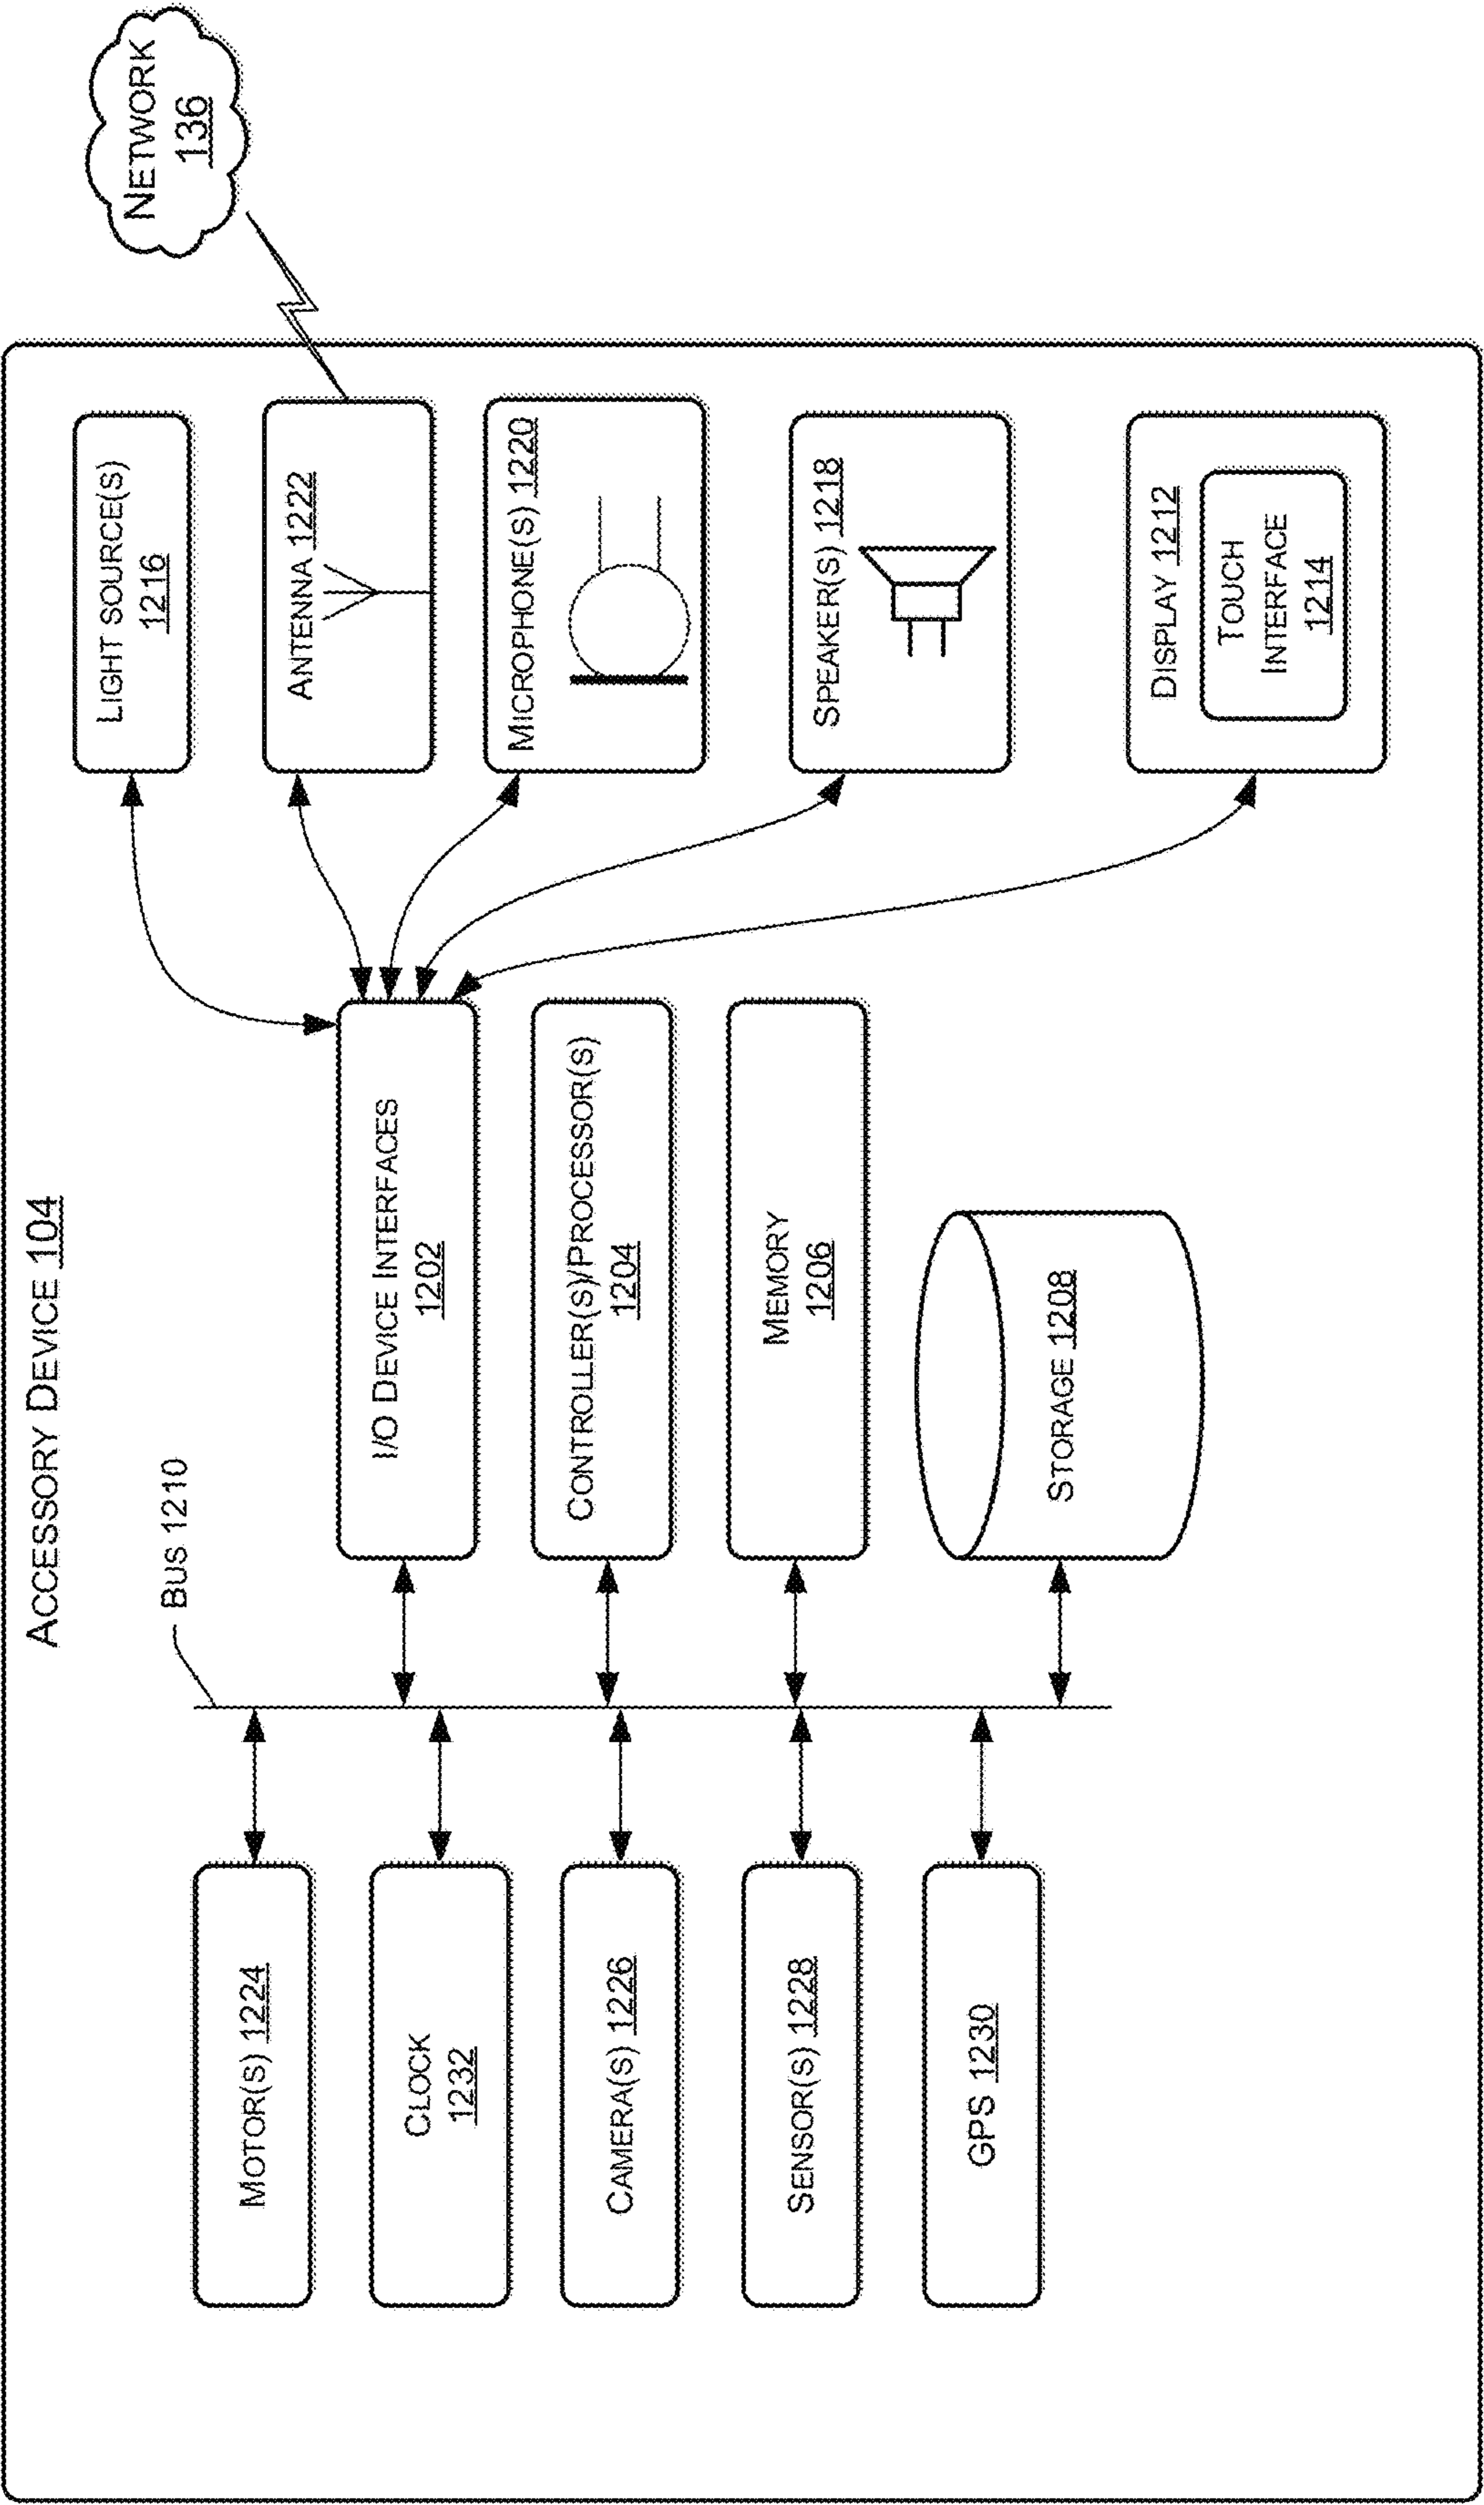 ACCESSORY DEVICE 104
BUS 1210
MOTOR(S) 1224
CLOCK
1232
CAMERA(S) 1226
SENSOR(S) 1228
GPS 1230
I/O DEVICE INTERFACES
1202
CONTROLLER(S)/PROCESSOR(S)
1204
MEMORY
1206
STORAGE 1208
LIGHT SOURCE(S)
1216
ANTENNA 1222
MICROPHONE(S) 1220
SPEAKER(S) 1218
DISPLAY 1212
TOUCH
INTERFACE
1214
NETWORK
136